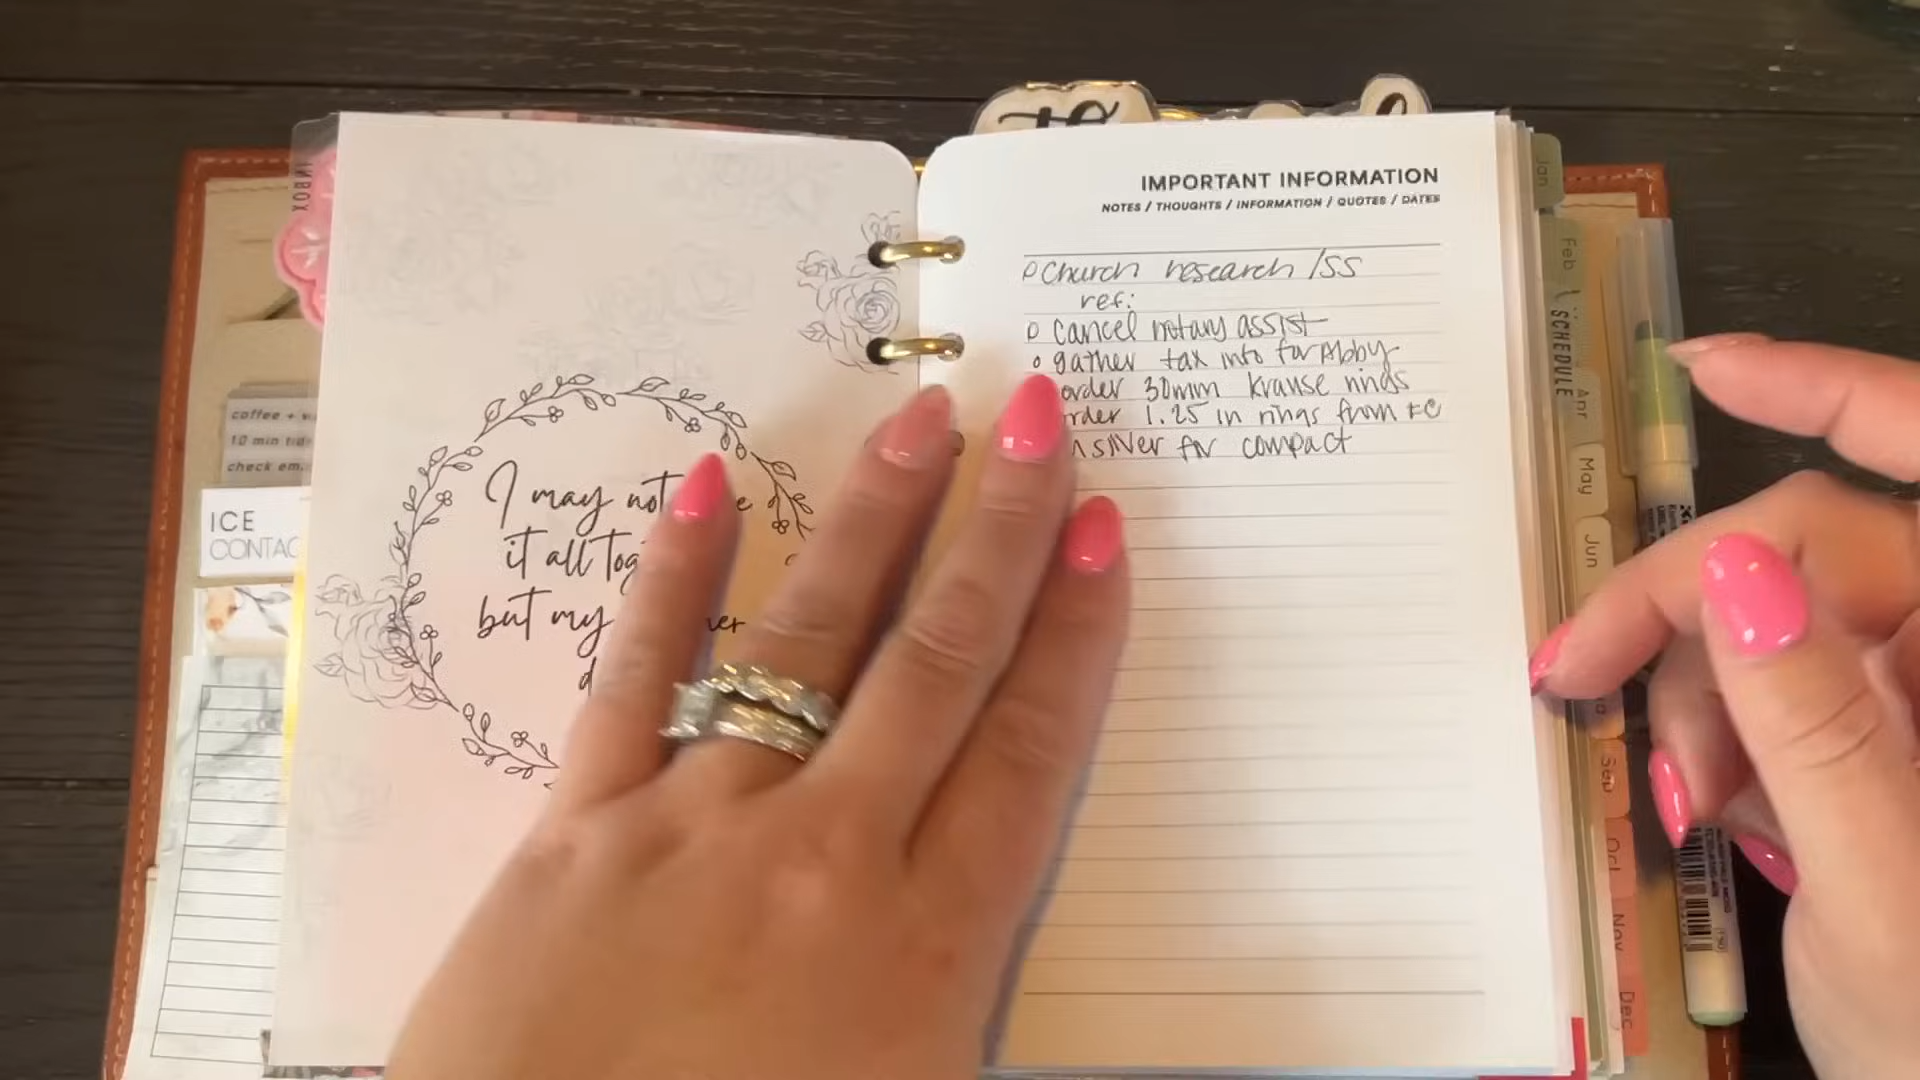 to
INBOX
coffee +
10 min tid
check em
ICE
CONTAC
I may not
it all tog
but my
IMPORTANT INFORMATION
NOTES / THOUGHTS / INFORMATION / QUOTES / DATES
Church research /SS
ref:
cancel notary assist
gather tax info for Abby
order 30mm krause rings
order 1.25 in rings from FC
silver for compact
Jan
Feb
SCHEDULE
Apr
May
Jun
Sep
Oct
Nov
Dec